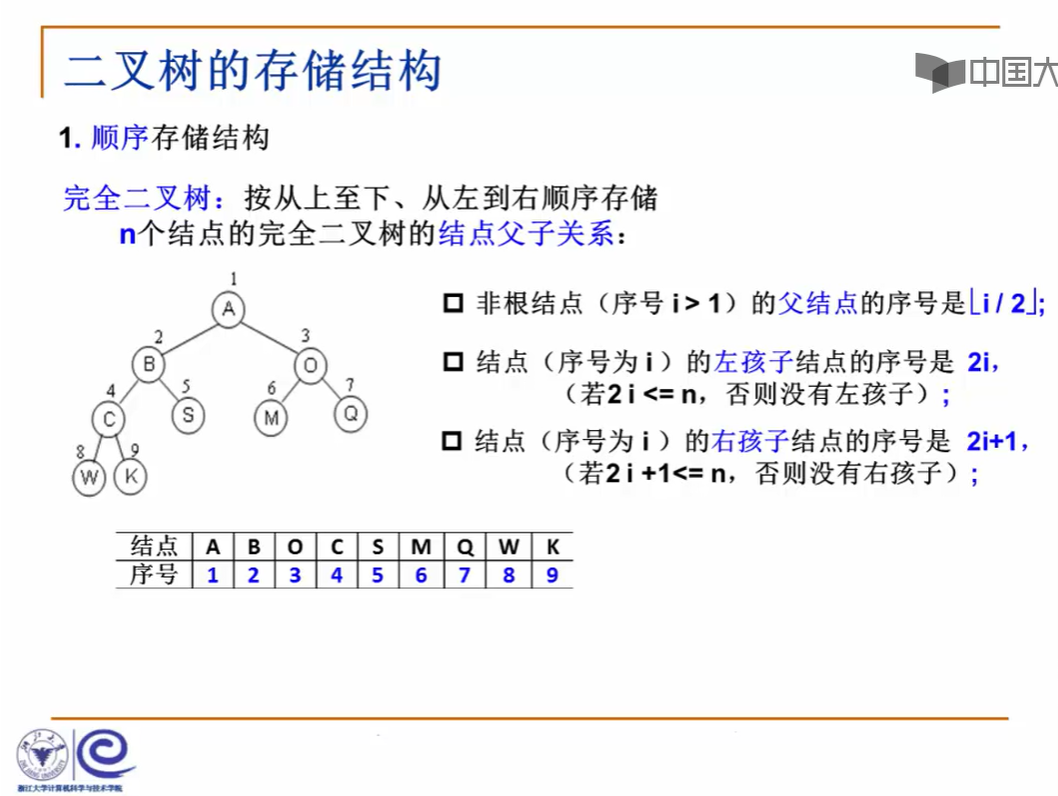 二叉树的存储结构
中国大
1. 顺序存储结构
完全二叉树：按从上至下、从左到右顺序存储
n个结点的完全二叉树的结点父子关系：
1
A
2 3
B O
4 5 6 7
C S M Q
8 9
W K
非根结点（序号 i > 1）的父结点的序号是⌊i / 2⌋;
结点（序号为 i ）的左孩子结点的序号是 2i，
（若2 i <= n，否则没有左孩子）;
结点（序号为 i ）的右孩子结点的序号是 2i+1，
（若2 i +1<= n，否则没有右孩子）;
结点 A B O C S M Q W K
序号 1 2 3 4 5 6 7 8 9
浙江大学计算机科学与技术学院